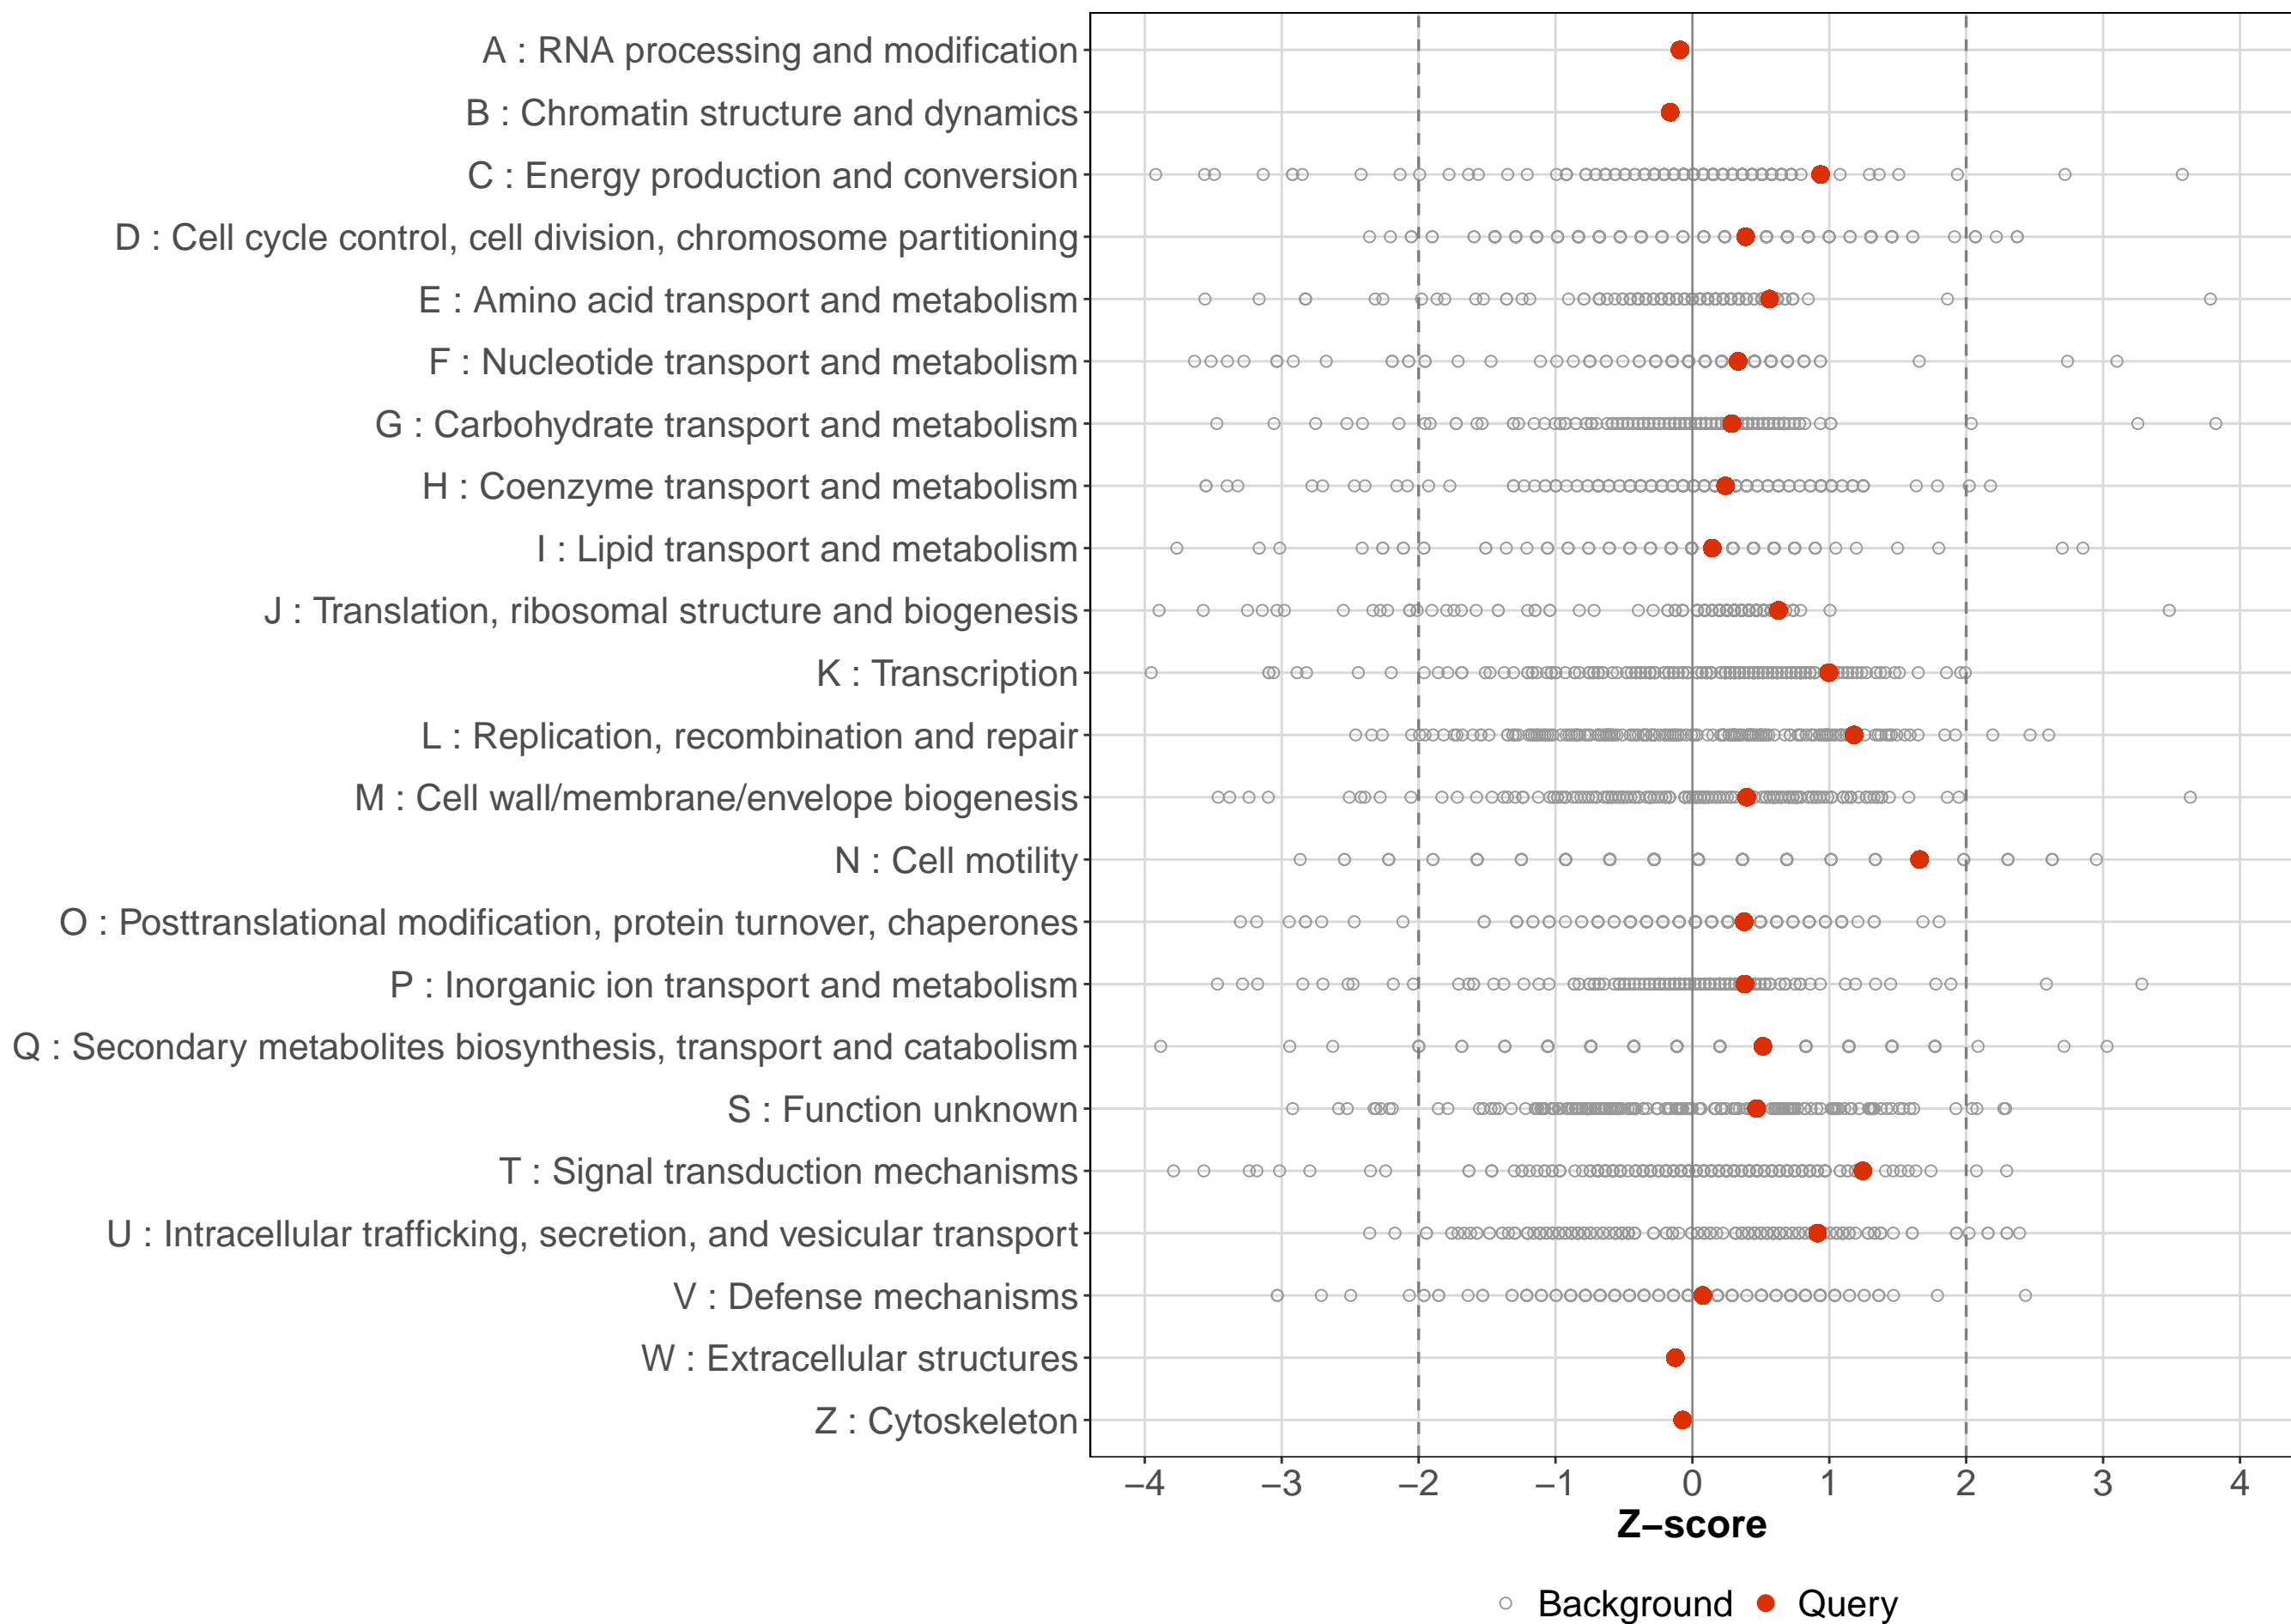 A : RNA processing and modification
B : Chromatin structure and dynamics
C : Energy production and conversion
D : Cell cycle control, cell division, chromosome partitioning
E : Amino acid transport and metabolism
F : Nucleotide transport and metabolism
G : Carbohydrate transport and metabolism
H : Coenzyme transport and metabolism
I : Lipid transport and metabolism
J : Translation, ribosomal structure and biogenesis
K : Transcription
L : Replication, recombination and repair
M : Cell wall/membrane/envelope biogenesis
N : Cell motility
O : Posttranslational modification, protein turnover, chaperones
P : Inorganic ion transport and metabolism
Q : Secondary metabolites biosynthesis, transport and catabolism
S : Function unknown
T : Signal transduction mechanisms
U : Intracellular trafficking, secretion, and vesicular transport
V : Defense mechanisms
W : Extracellular structures
Z : Cytoskeleton
−4 −3 −2 −1 0 1 2 3 4
Z−score
Background Query